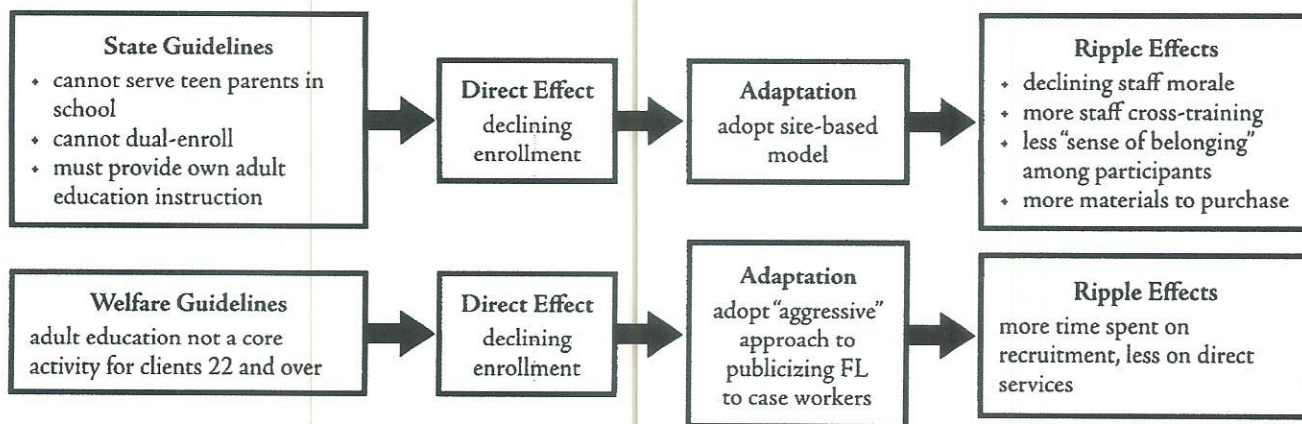 State Guidelines
• cannot serve teen parents in
school
• cannot dual-enroll
• must provide own adult
education instruction
Direct Effect
declining
enrollment
Adaptation
adopt site-based
model
Ripple Effects
• declining staff morale
• more staff cross-training
• less “sense of belonging”
among participants
• more materials to purchase
Welfare Guidelines
adult education not a core
activity for clients 22 and over
Direct Effect
declining
enrollment
Adaptation
adopt “aggressive”
approach to
publicizing FL
to case workers
Ripple Effects
more time spent on
recruitment, less on direct
services